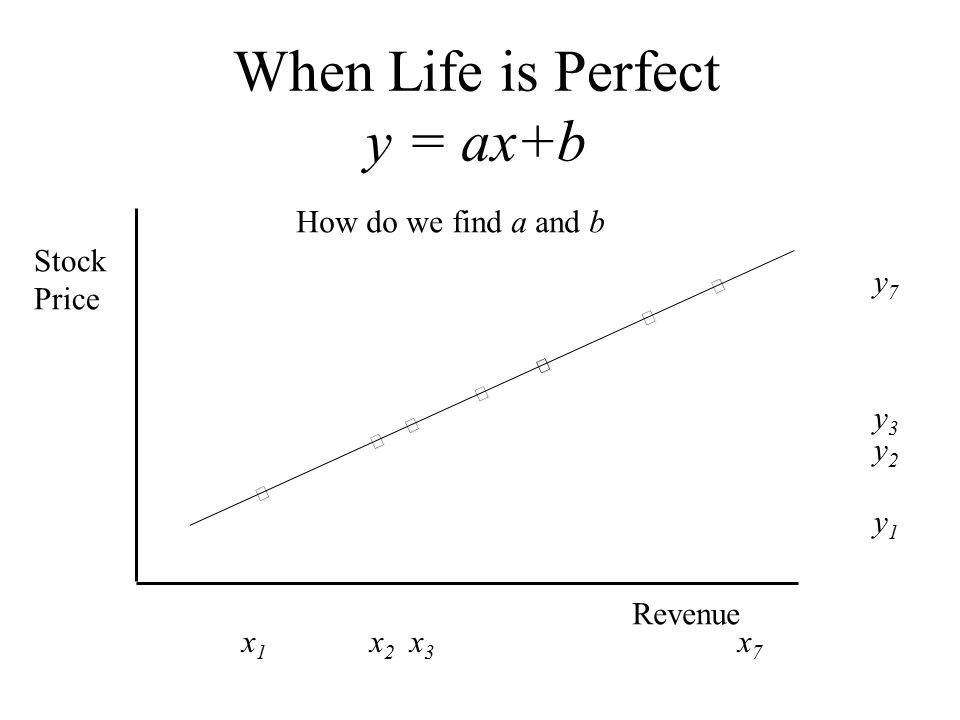 When Life is Perfect
y = ax+b
How do we find a and b
Stock
Price
y7
y3
y2
y1
Revenue
x1 x2 x3 x7